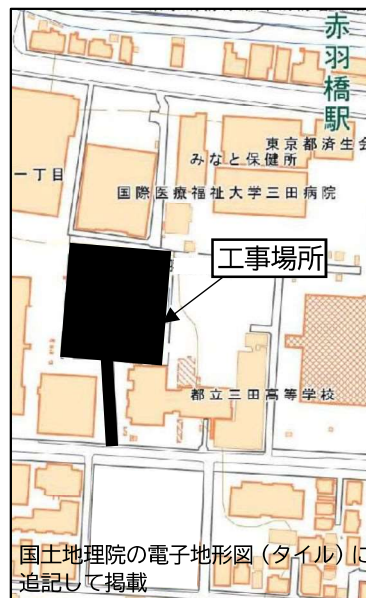 赤羽橋駅
東京都済生会
みなと保健所
一丁目
国際医療福祉大学三田病院
工事場所
都立三田高等学校
国土地理院の電子地形図(タイル)に
追記して掲載